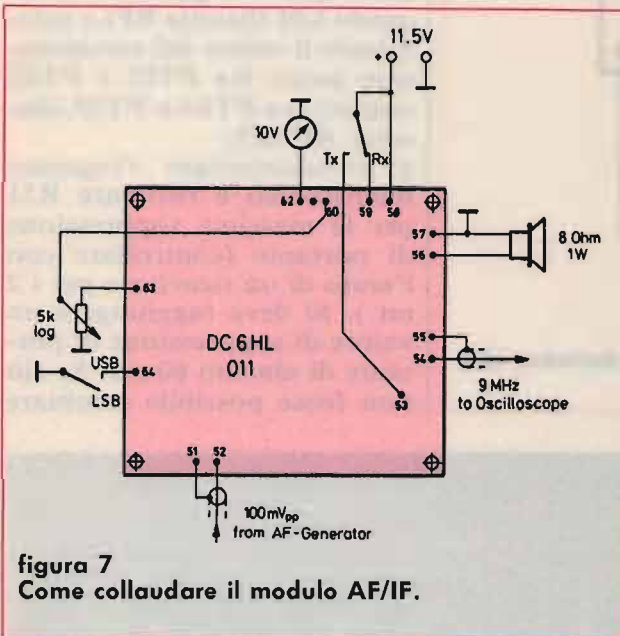 11,5V
+
10V
Tx
Rx
62
60
59
58
57
56
8 Ohm
1W
63
5k
log
55
54
DC 6HL
011
USB
64
LSB
53
9 MHz
to Oscilloscope
51
52
100mVpp
from AF-Generator
figura 7
Come collaudare il modulo AF/IF.